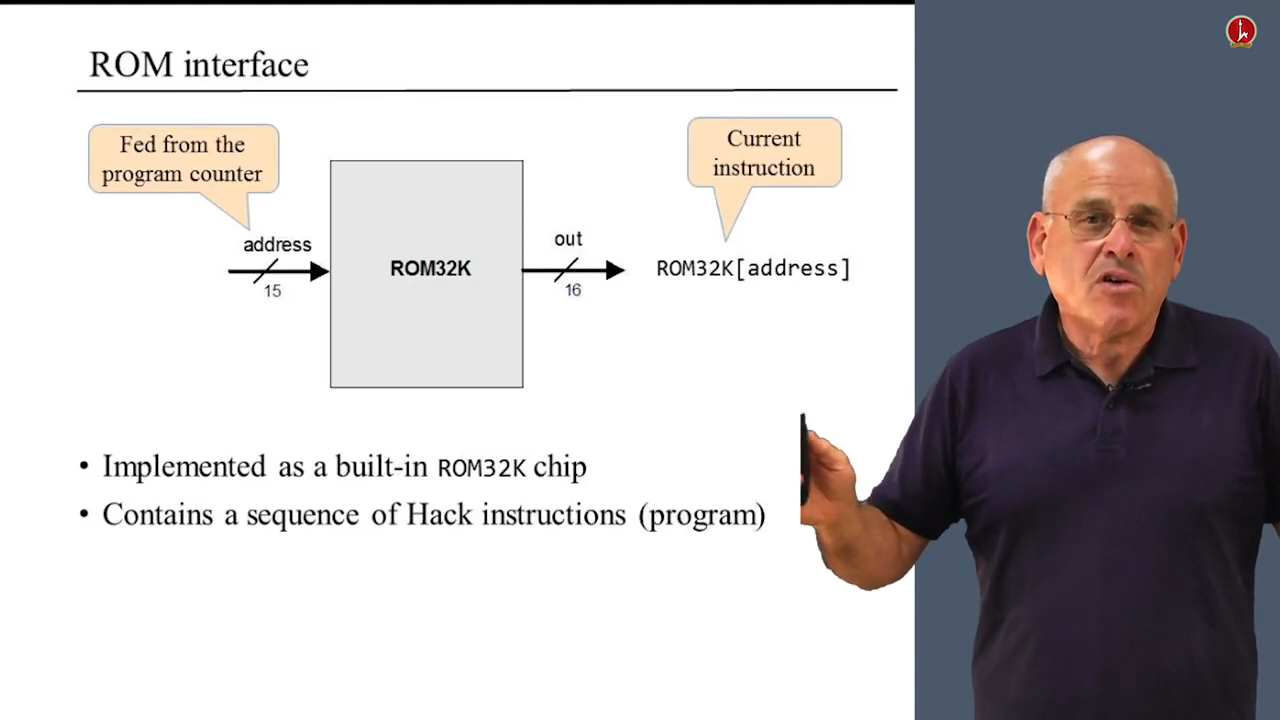 ROM interface
Fed from the
program counter
Current
instruction
address
15
ROM32K
out
16
ROM32K[address]
• Implemented as a built-in ROM32K chip
• Contains a sequence of Hack instructions (program)